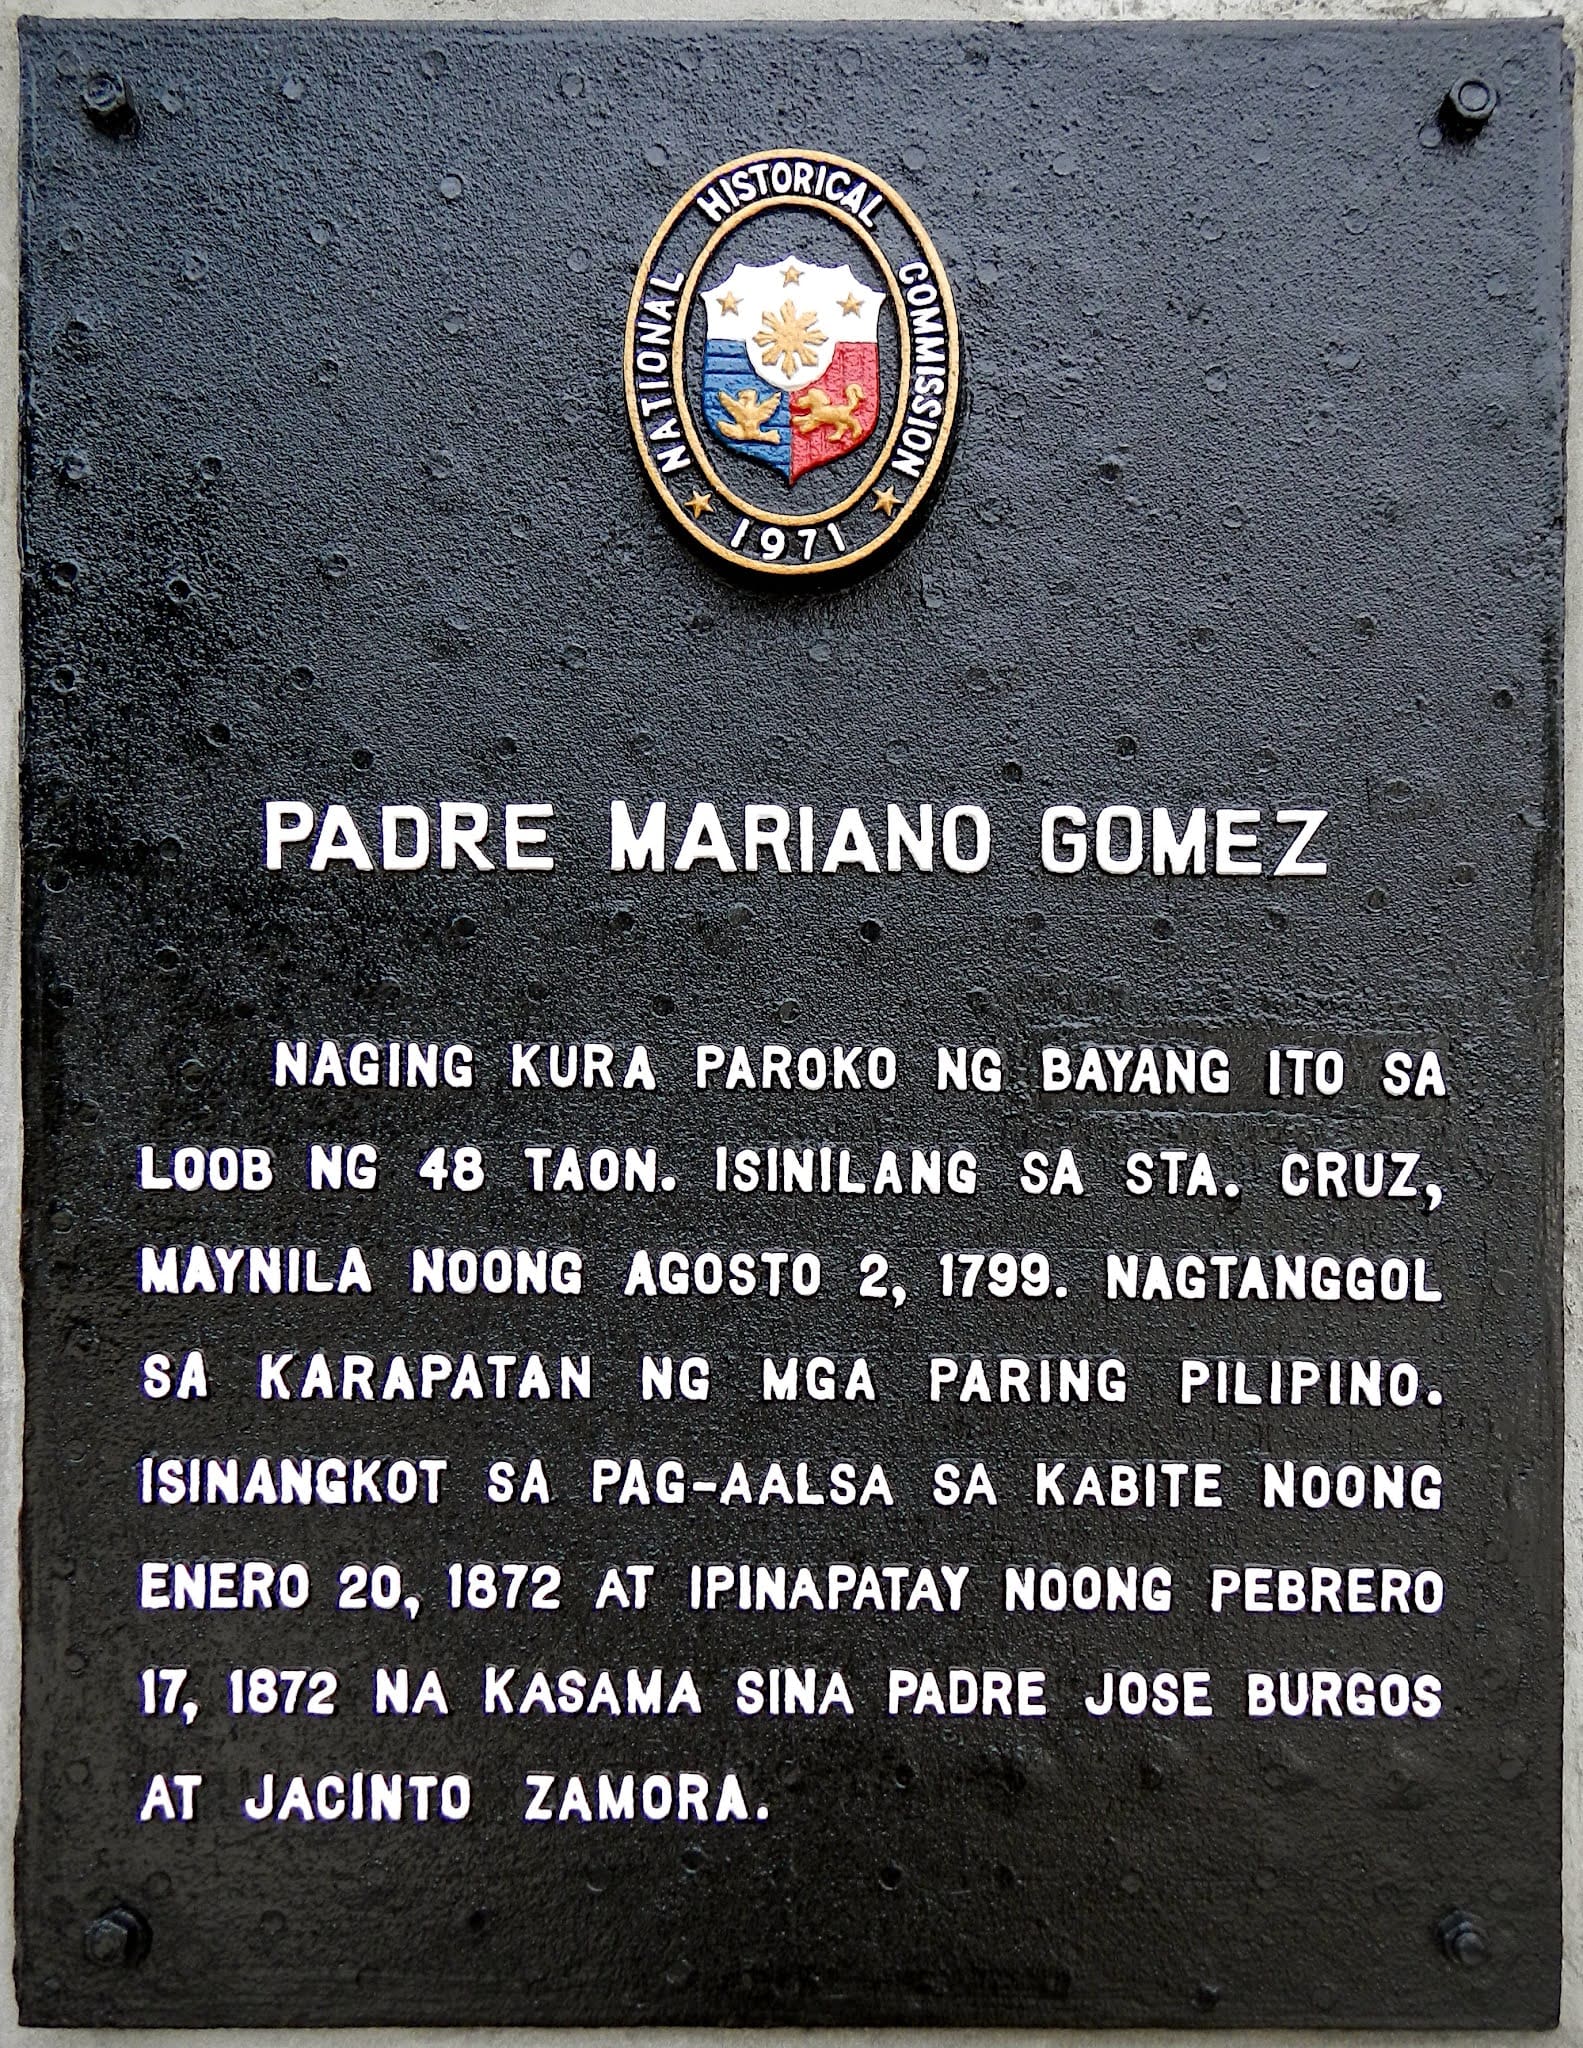 NATIONAL HISTORICAL COMMISSION
1971
PADRE MARIANO GOMEZ
NAGING KURA PAROKO NG BAYANG ITO SA
LOOB NG 48 TAON. ISINILANG SA STA. CRUZ,
MAYNILA NOONG AGOSTO 2, 1799. NAGTANGGOL
SA KARAPATAN NG MGA PARING PILIPINO.
ISINANGKOT SA PAG-AALSA SA KABITE NOONG
ENERO 20, 1872 AT IPINAPATAY NOONG PEBRERO
17, 1872 NA KASAMA SINA PADRE JOSE BURGOS
AT JACINTO ZAMORA.